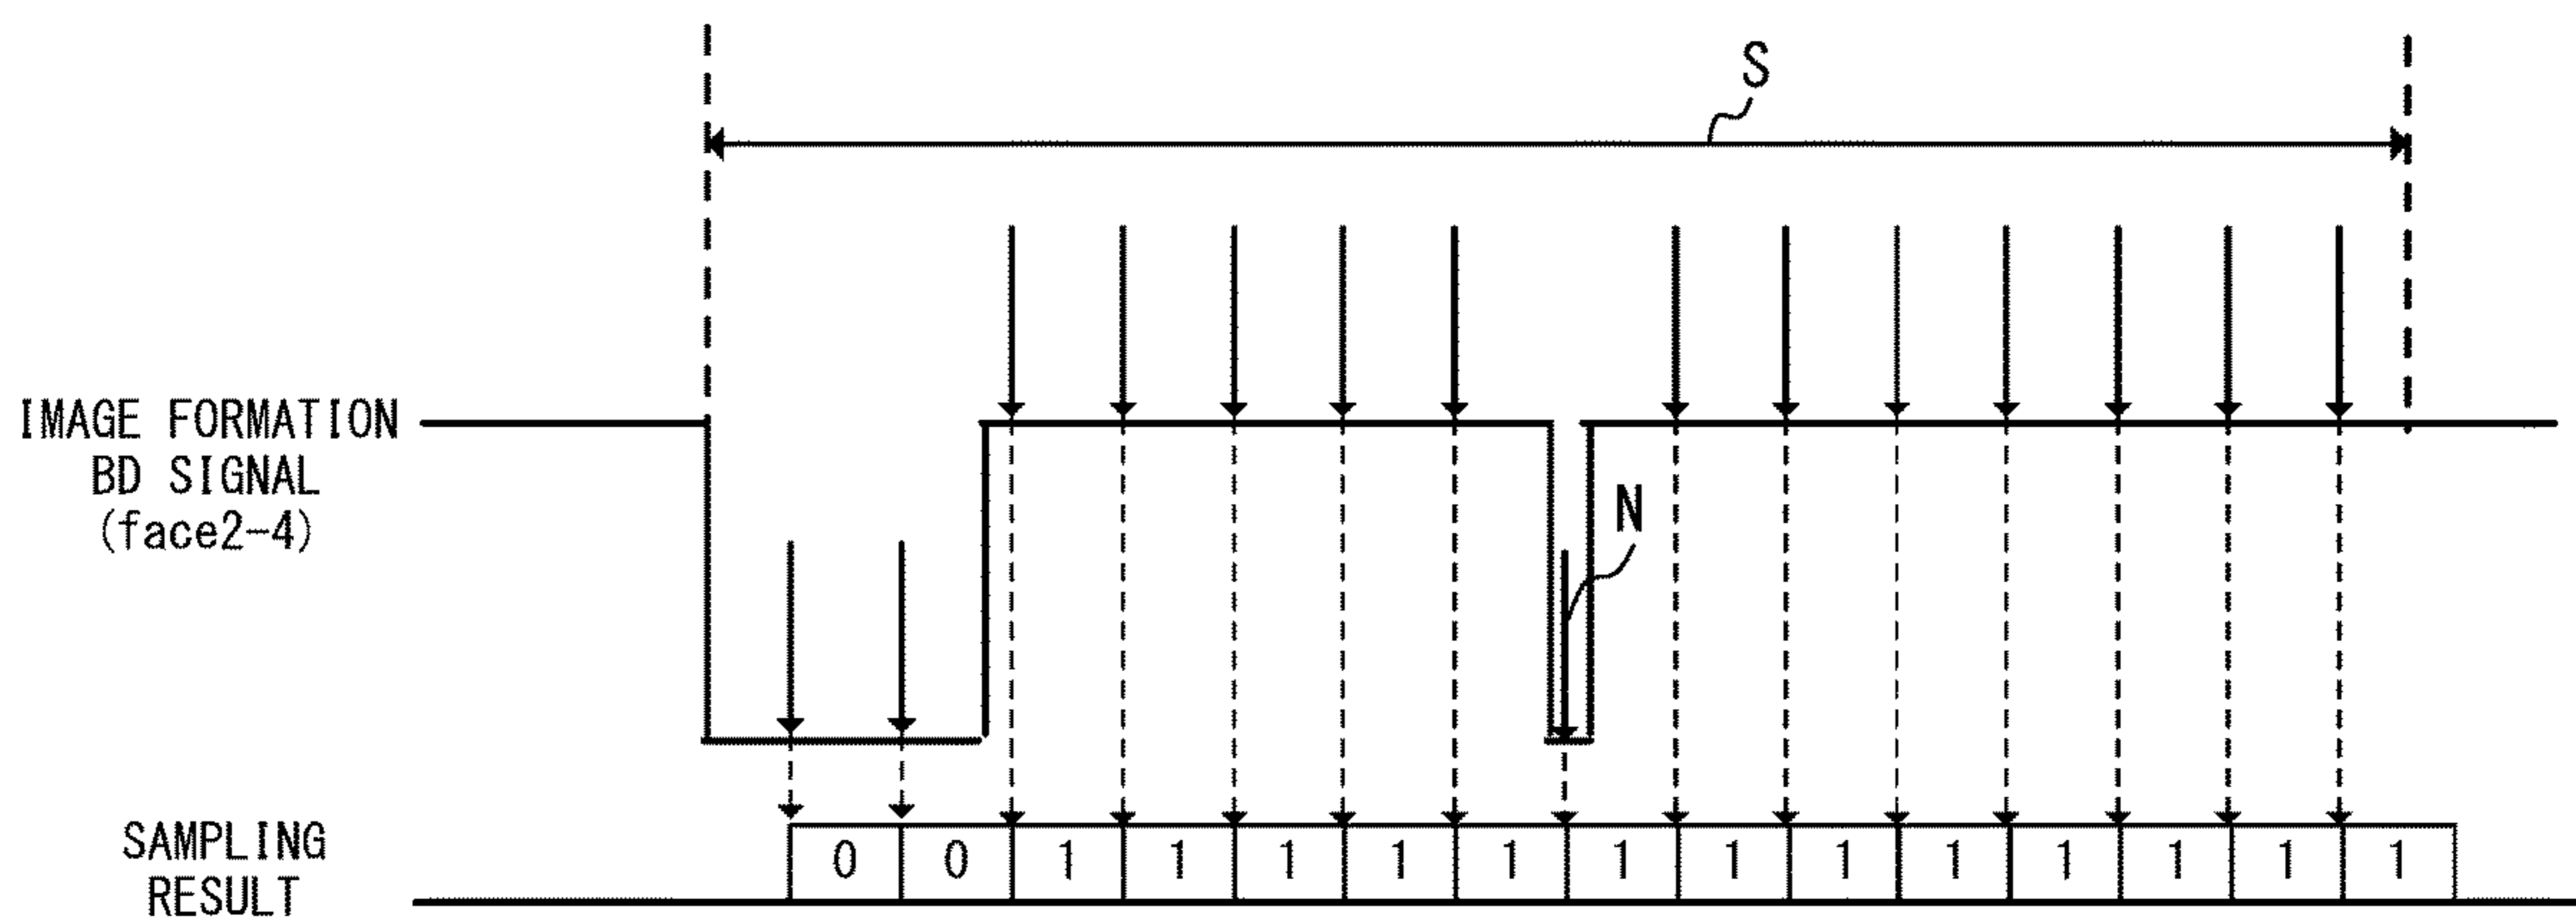 S
IMAGE FORMATION
BD SIGNAL
(face2-4)
N
SAMPLING
RESULT
0 0 1 1 1 1 1 1 1 1 1 1 1 1 1